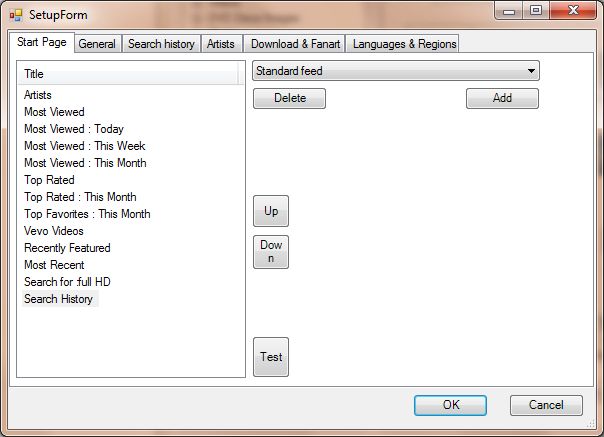 SetupForm
Start Page General Search history Artists Download & Fanart Languages & Regions
Title
Artists
Most Viewed
Most Viewed : Today
Most Viewed : This Week
Most Viewed : This Month
Top Rated
Top Rated : This Month
Top Favorites : This Month
Vevo Videos
Recently Featured
Most Recent
Search for :full HD
Search History
Standard feed
Delete Add
Up
Dow
n
Test
OK Cancel